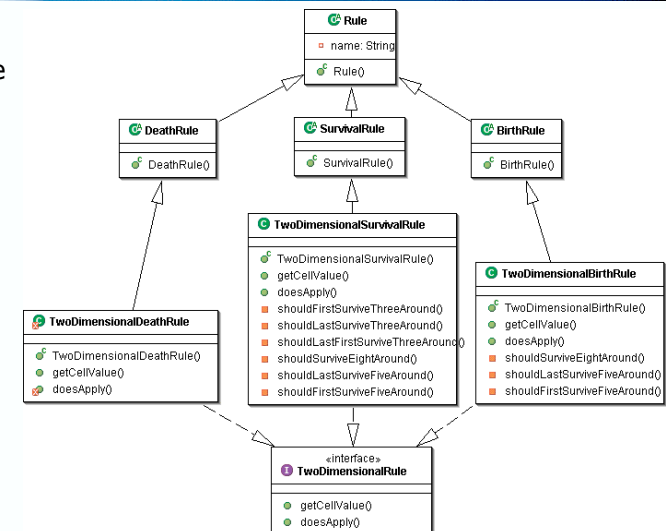 e
Rule
name: String
Rule()
DeathRule
DeathRule()
SurvivalRule
SurvivalRule()
BirthRule
BirthRule()
TwoDimensionalSurvivalRule
TwoDimensionalSurvivalRule()
getCellValue()
doesApply()
shouldFirstSurviveThreeAround()
shouldLastSurviveThreeAround()
shouldLastFirstSurviveThreeAround()
shouldSurviveEightAround()
shouldLastSurviveFiveAround()
shouldFirstSurviveFiveAround()
TwoDimensionalBirthRule
TwoDimensionalBirthRule()
getCellValue()
doesApply()
shouldSurviveEightAround()
shouldLastSurviveFiveAround()
shouldFirstSurviveFiveAround()
TwoDimensionalDeathRule
TwoDimensionalDeathRule()
getCellValue()
doesApply()
«interface»
TwoDimensionalRule
getCellValue()
doesApply()